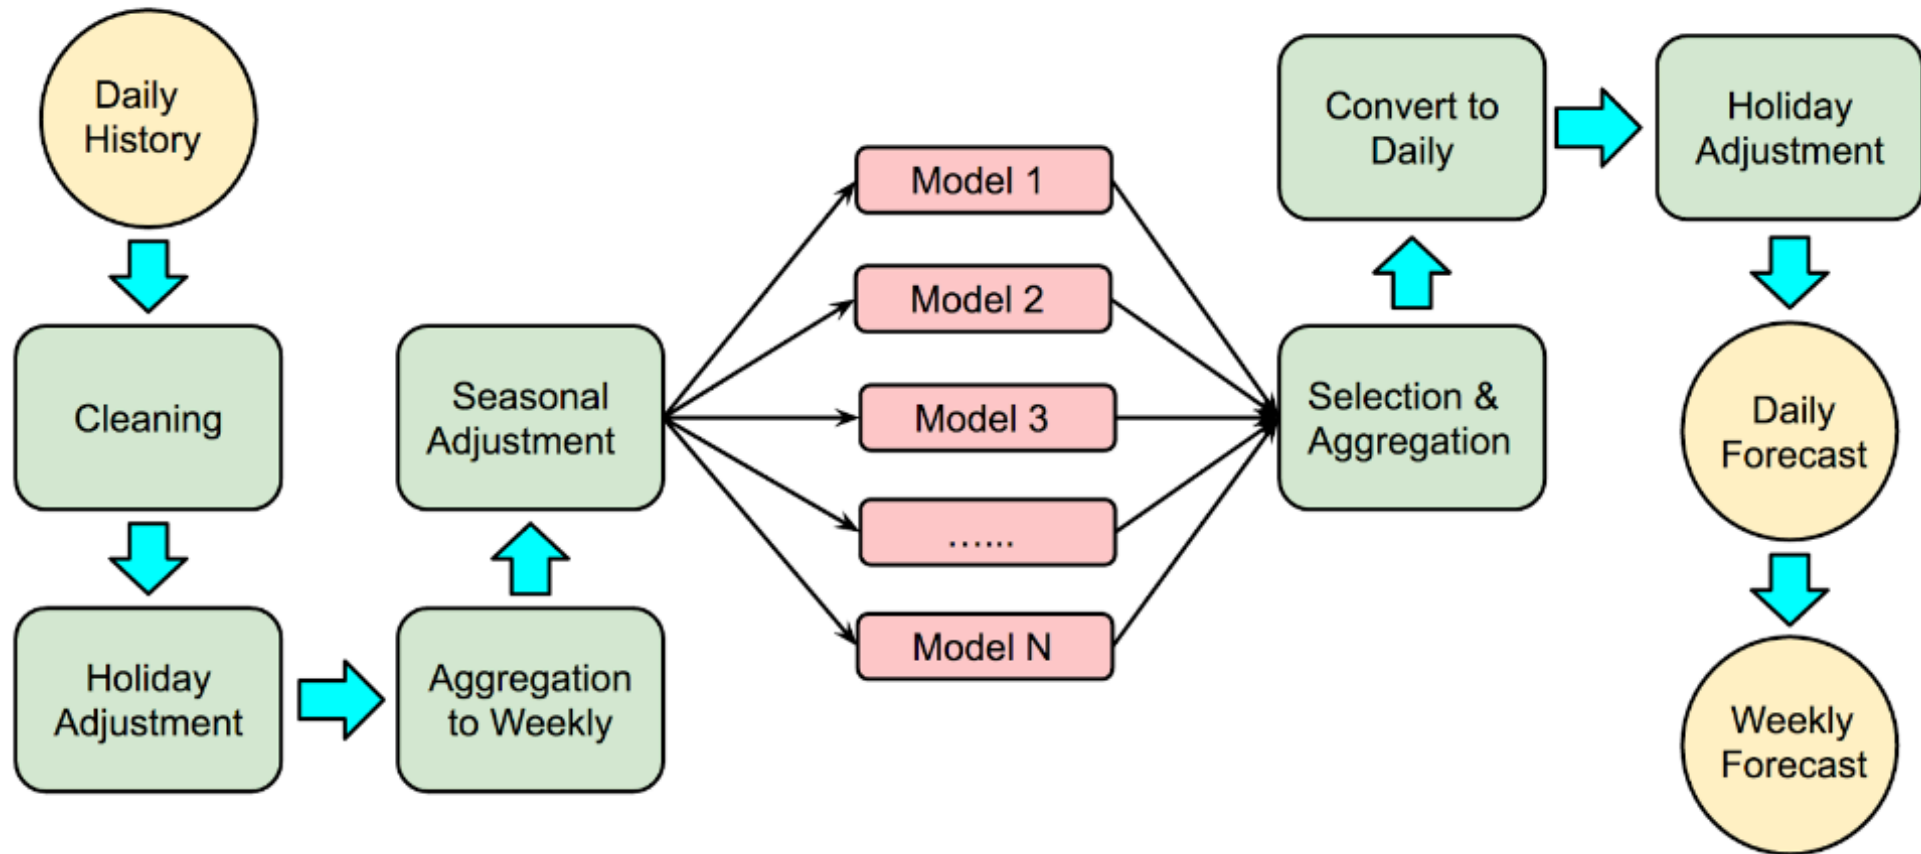 Daily
History
Cleaning
Holiday
Adjustment
Aggregation
to Weekly
Seasonal
Adjustment
Model 1
Model 2
Model 3
......
Model N
Selection &
Aggregation
Convert to
Daily
Holiday
Adjustment
Daily
Forecast
Weekly
Forecast